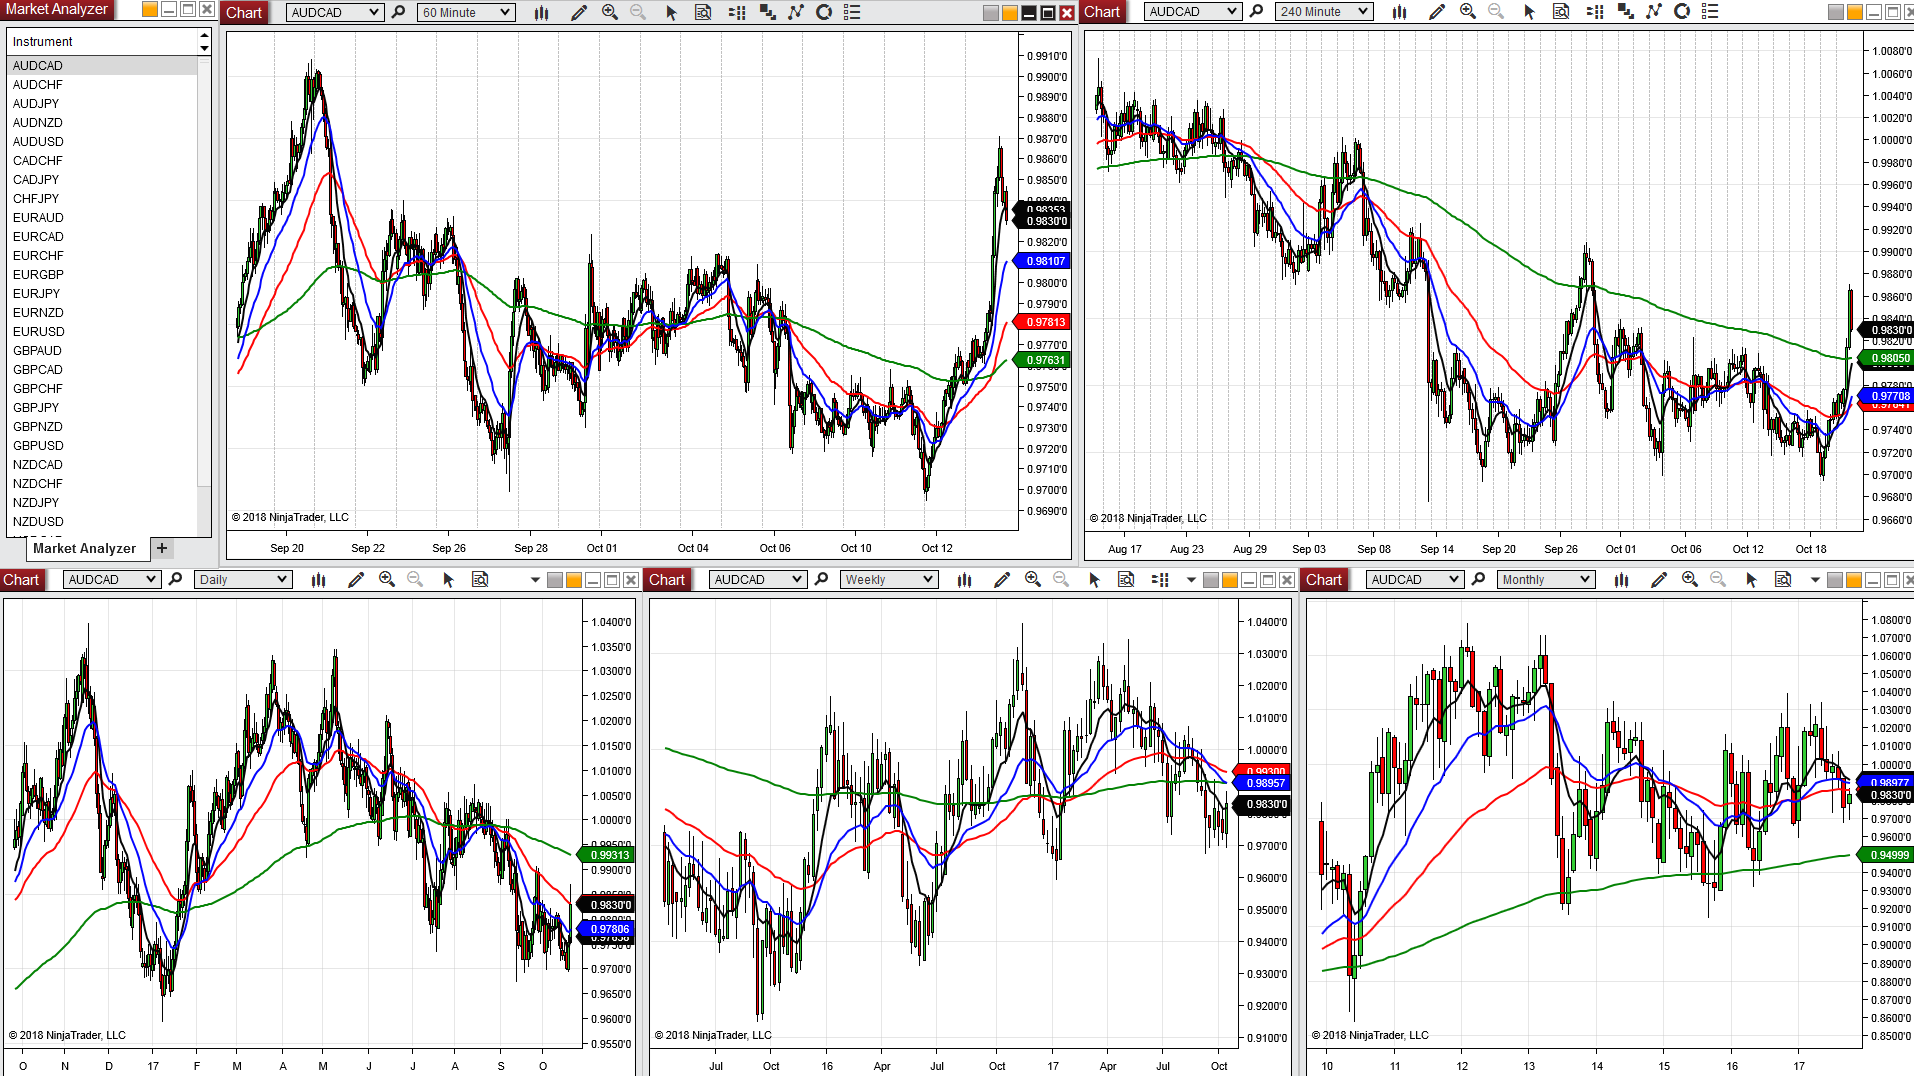 Market Analyzer
Instrument
AUDCAD
AUDCHF
AUDJPY
AUDNZD
AUDUSD
CADCHF
CADJPY
CHFJPY
EURAUD
EURCAD
EURCHF
EURGBP
EURJPY
EURNZD
EURUSD
GBPAUD
GBPCAD
GBPCHF
GBPJPY
GBPNZD
GBPUSD
NZDCAD
NZDCHF
NZDJPY
NZDUSD
Market Analyzer +
Chart AUDCAD 60 Minute
0.9910'0
0.9900'0
0.9890'0
0.9880'0
0.9870'0
0.9860'0
0.9850'0
0.98353
0.9830'0
0.9820'0
0.98107
0.9800'0
0.9790'0
0.97813
0.9770'0
0.97631
0.9750'0
0.9740'0
0.9730'0
0.9720'0
0.9710'0
0.9700'0
0.9690'0
© 2018 NinjaTrader, LLC
Sep 20 Sep 22 Sep 26 Sep 28 Oct 01 Oct 04 Oct 06 Oct 10 Oct 12
Chart AUDCAD 240 Minute
1.0080'0
1.0060'0
1.0040'0
1.0020'0
1.0000'0
0.9980'0
0.9960'0
0.9940'0
0.9920'0
0.9900'0
0.9880'0
0.9860'0
0.9840'0
0.9830'0
0.9820'0
0.98050
0.9780'0
0.97708
0.9740'0
0.9720'0
0.9700'0
0.9680'0
0.9660'0
© 2018 NinjaTrader, LLC
Aug 17 Aug 23 Aug 29 Sep 03 Sep 08 Sep 14 Sep 20 Sep 26 Oct 01 Oct 06 Oct 12 Oct 18
Chart AUDCAD Daily
1.0400'0
1.0350'0
1.0300'0
1.0250'0
1.0200'0
1.0150'0
1.0100'0
1.0050'0
1.0000'0
0.9950'0
0.99313
0.9830'0
0.97806
0.9750'0
0.9700'0
0.9650'0
0.9600'0
0.9550'0
© 2018 NinjaTrader, LLC
O N D 17 F M A M J J A S O
Chart AUDCAD Weekly
1.0400'0
1.0300'0
1.0200'0
1.0100'0
1.0000'0
0.99300
0.98957
0.9830'0
0.9700'0
0.9600'0
0.9500'0
0.9400'0
0.9300'0
0.9200'0
0.9100'0
© 2018 NinjaTrader, LLC
Jul Oct 16 Apr Jul Oct 17 Apr Jul Oct
Chart AUDCAD Monthly
1.0800'0
1.0700'0
1.0600'0
1.0500'0
1.0400'0
1.0300'0
1.0200'0
1.0100'0
1.0000'0
0.98977
0.9830'0
0.9700'0
0.9600'0
0.94999
0.9400'0
0.9300'0
0.9200'0
0.9100'0
0.9000'0
0.8900'0
0.8800'0
0.8700'0
0.8600'0
0.8500'0
© 2018 NinjaTrader, LLC
10 11 12 13 14 15 16 17